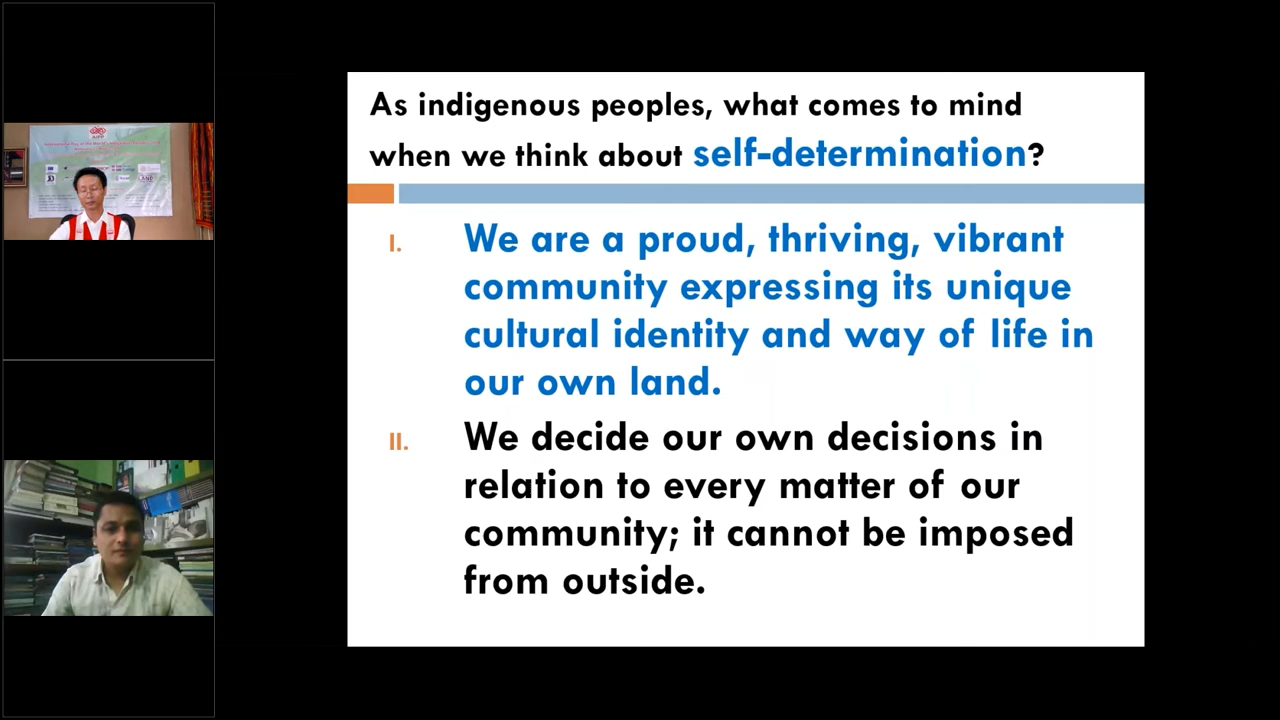 As indigenous peoples, what comes to mind
when we think about self-determination?
I. We are a proud, thriving, vibrant
community expressing its unique
cultural identity and way of life in
our own land.
II. We decide our own decisions in
relation to every matter of our
community; it cannot be imposed
from outside.
AIPP